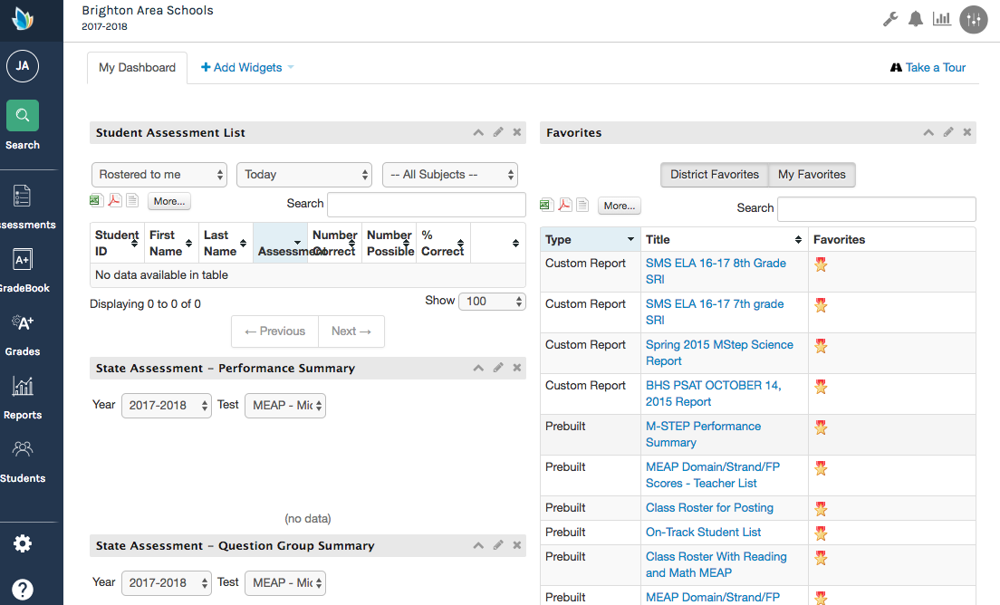 Brighton Area Schools
2017-2018
JA
Search
ssessments
A+
GradeBook
A+
Grades
Reports
Students
?
My Dashboard
+ Add Widgets
Take a Tour
Student Assessment List
Rostered to me
Today
-- All Subjects --
More...
Search
Student ID
First Name
Last Name
Assessment
Number Correct
Number Possible
% Correct
No data available in table
Displaying 0 to 0 of 0
Show 100
← Previous
Next →
State Assessment – Performance Summary
Year 2017-2018 Test MEAP - Mic
(no data)
State Assessment – Question Group Summary
Year 2017-2018 Test MEAP - Mic
Favorites
District Favorites
My Favorites
More...
Search
Type Title Favorites
Custom Report SMS ELA 16-17 8th Grade
SRI
Custom Report SMS ELA 16-17 7th grade
SRI
Custom Report Spring 2015 MStep Science
Report
Custom Report BHS PSAT OCTOBER 14,
2015 Report
Prebuilt M-STEP Performance
Summary
Prebuilt MEAP Domain/Strand/FP
Scores - Teacher List
Prebuilt Class Roster for Posting
Prebuilt On-Track Student List
Prebuilt Class Roster With Reading
and Math MEAP
Prebuilt MEAP Domain/Strand/FP